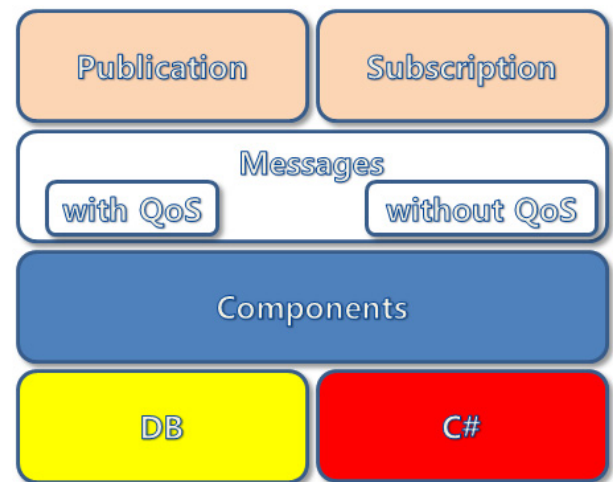 Publication
Subscription
Messages
with QoS
without QoS
Components
DB
C#